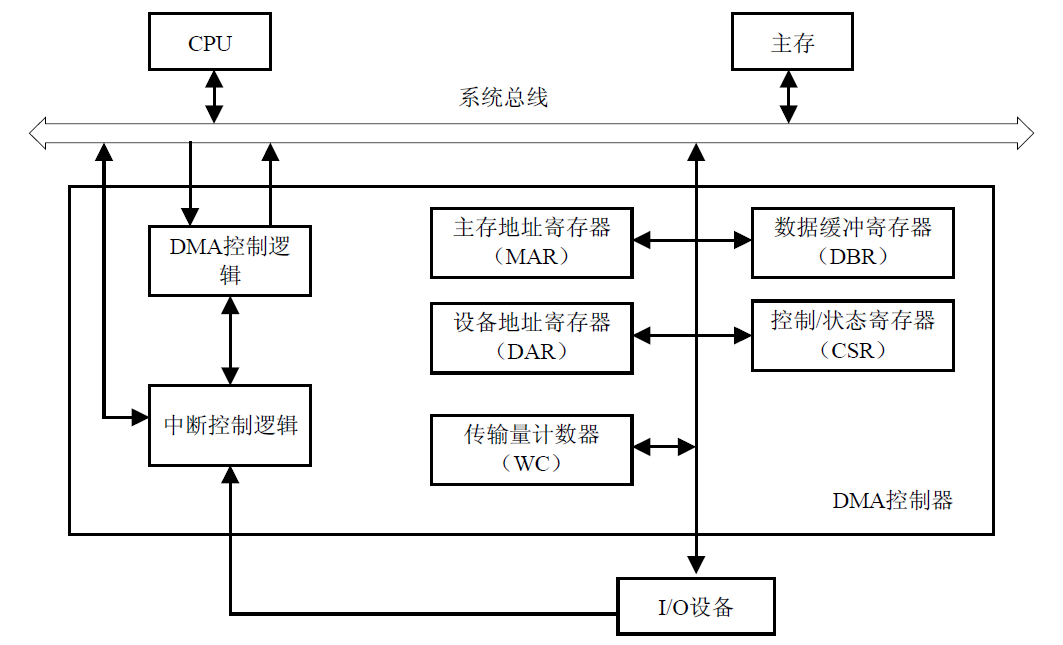 CPU
主存
系统总线
DMA控制逻
辑
主存地址寄存器
（MAR）
数据缓冲寄存器
（DBR）
设备地址寄存器
（DAR）
控制/状态寄存器
（CSR）
中断控制逻辑
传输量计数器
（WC）
DMA控制器
I/O设备